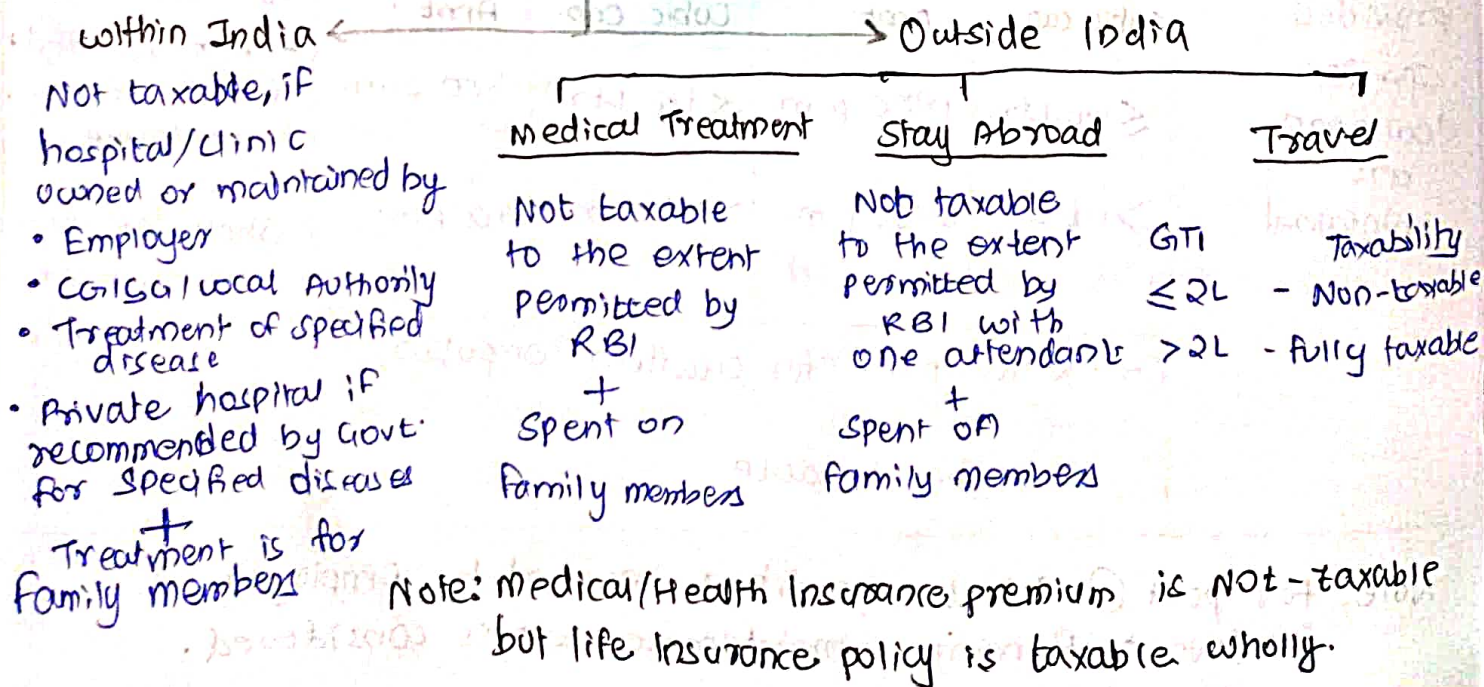 within India
Outside India
Not taxable, if
hospital/clinic
owned or maintained by
• Employer
• CG/SG/Local Authority
• Treatment of specified
disease
• Private hospital if
recommended by Govt.
for specified diseases
+
Treatment is for
family members
Medical Treatment
Not taxable
to the extent
permitted by
RBI
+
Spent on
family members
Stay Abroad
Not taxable
to the extent
permitted by
RBI with
one attendant
+
spent on
family members
Travel
GTI Taxability
≤2L - Non-taxable
>2L - fully taxable
Note: Medical/Health Insurance premium is Not-taxable
but life Insurance policy is taxable wholly.